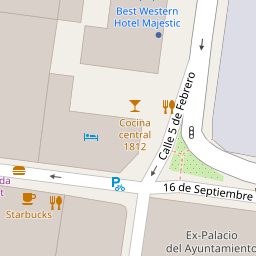 Best Western
Hotel Majestic
Calle 5 de Febrero
Cocina
central
1812
P
16 de Septiembre
Starbucks
Ex-Palacio
del Ayuntamiento